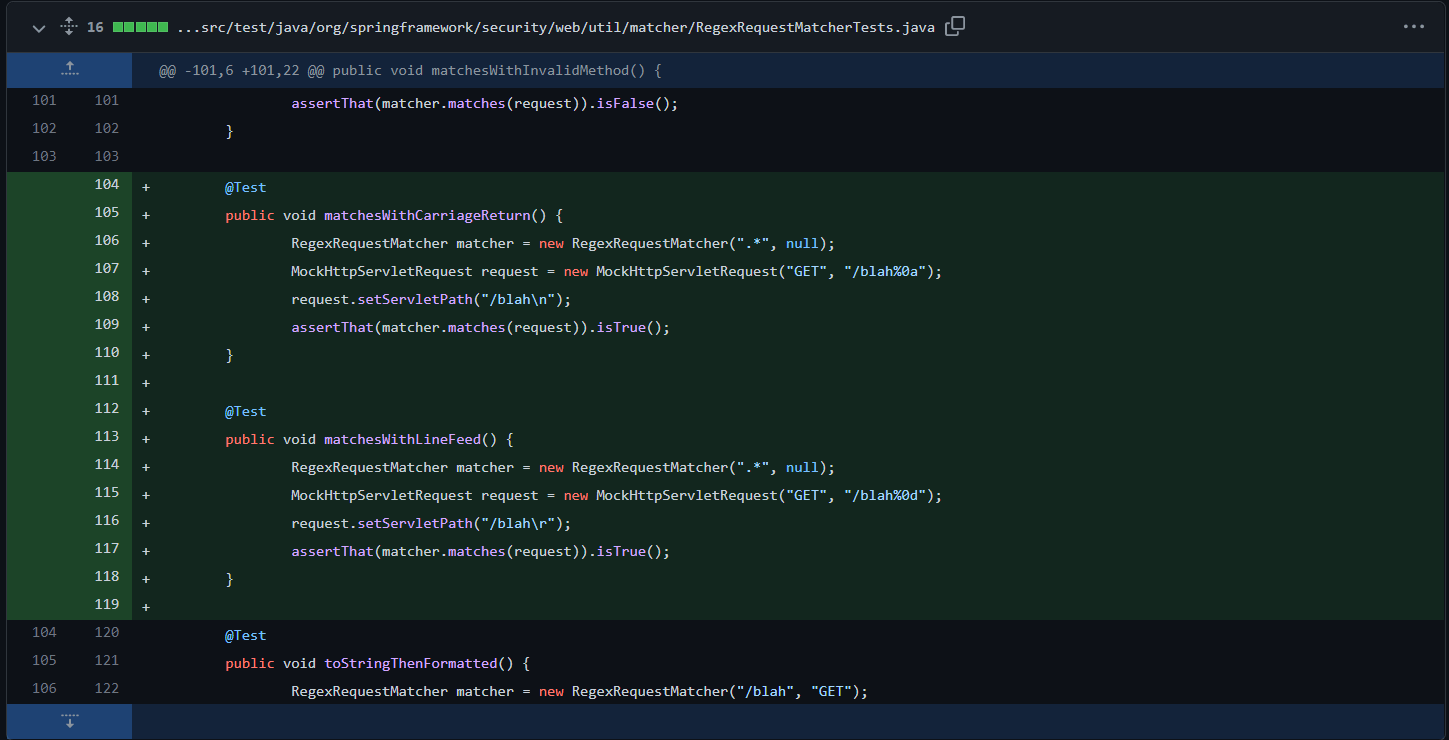 16 ...src/test/java/org/springframework/security/web/util/matcher/RegexRequestMatcherTests.java
@@ -101,6 +101,22 @@ public void matchesWithInvalidMethod() {
101 101 assertThat(matcher.matches(request)).isFalse();
102 102 }
103 103
104 + @Test
105 + public void matchesWithCarriageReturn() {
106 + RegexRequestMatcher matcher = new RegexRequestMatcher(".*", null);
107 + MockHttpServletRequest request = new MockHttpServletRequest("GET", "/blah%0a");
108 + request.setServletPath("/blah\n");
109 + assertThat(matcher.matches(request)).isTrue();
110 + }
111 +
112 + @Test
113 + public void matchesWithLineFeed() {
114 + RegexRequestMatcher matcher = new RegexRequestMatcher(".*", null);
115 + MockHttpServletRequest request = new MockHttpServletRequest("GET", "/blah%0d");
116 + request.setServletPath("/blah\r");
117 + assertThat(matcher.matches(request)).isTrue();
118 + }
119 +
104 120 @Test
105 121 public void toStringThenFormatted() {
106 122 RegexRequestMatcher matcher = new RegexRequestMatcher("/blah", "GET");